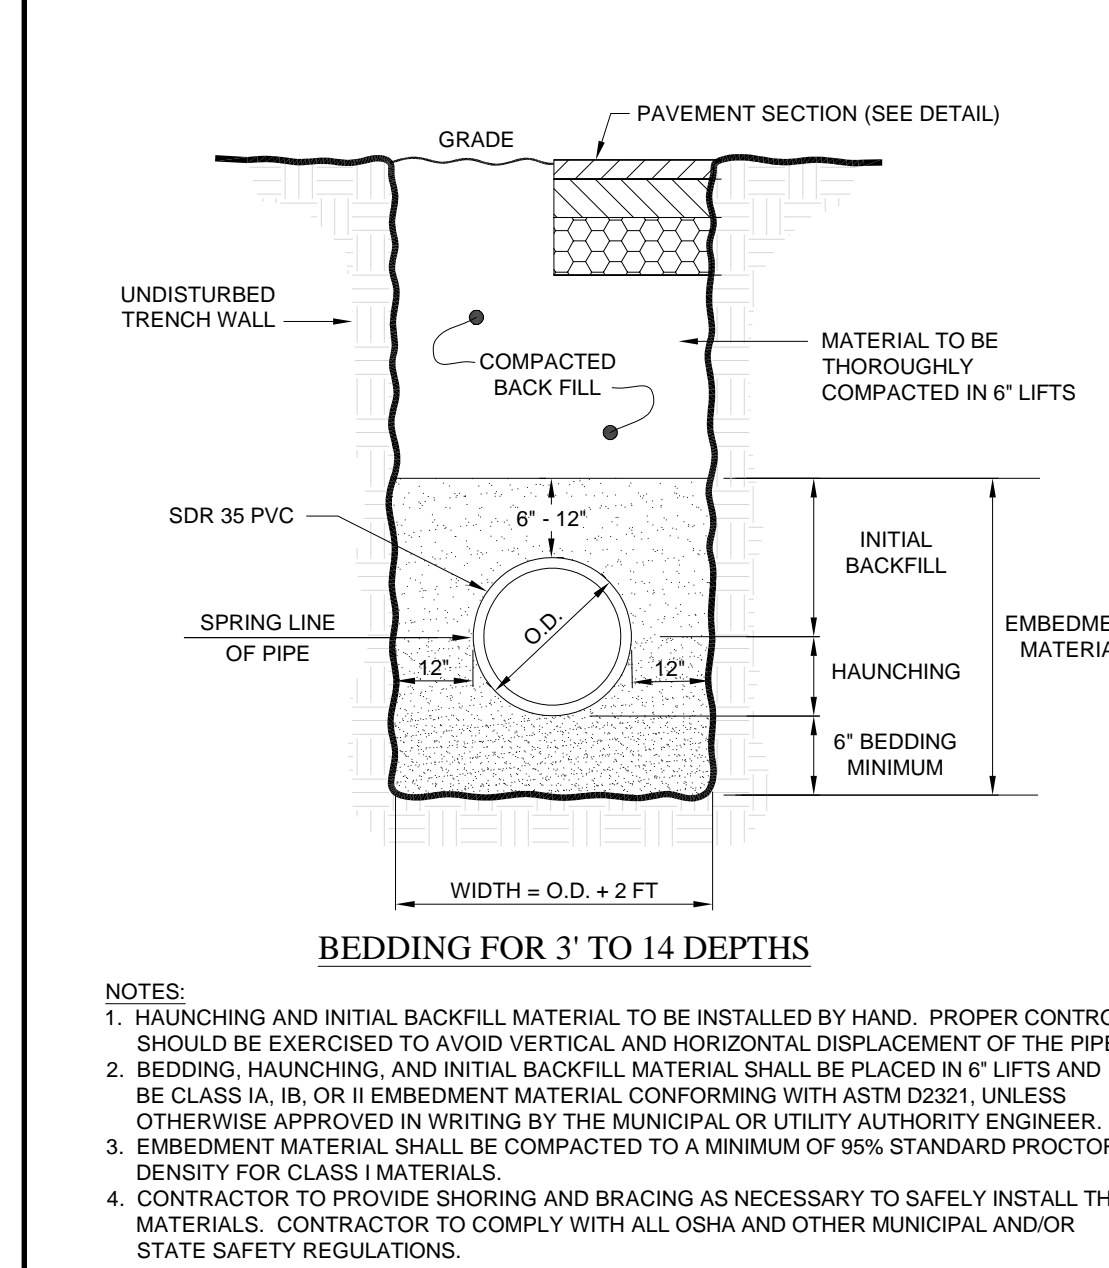 PAVEMENT SECTION (SEE DETAIL)
GRADE
UNDISTURBED
TRENCH WALL
COMPACTED
BACK FILL
MATERIAL TO BE
THOROUGHLY
COMPACTED IN 6" LIFTS
SDR 35 PVC
6" - 12"
INITIAL
BACKFILL
SPRING LINE
OF PIPE
O.D.
EMBEDME
MATERIA
12"
12"
HAUNCHING
6" BEDDING
MINIMUM
WIDTH = O.D. + 2 FT
BEDDING FOR 3' TO 14 DEPTHS
NOTES:
1. HAUNCHING AND INITIAL BACKFILL MATERIAL TO BE INSTALLED BY HAND. PROPER CONTRO
SHOULD BE EXERCISED TO AVOID VERTICAL AND HORIZONTAL DISPLACEMENT OF THE PIPE
2. BEDDING, HAUNCHING, AND INITIAL BACKFILL MATERIAL SHALL BE PLACED IN 6" LIFTS AND
BE CLASS IA, IB, OR II EMBEDMENT MATERIAL CONFORMING WITH ASTM D2321, UNLESS
OTHERWISE APPROVED IN WRITING BY THE MUNICIPAL OR UTILITY AUTHORITY ENGINEER.
3. EMBEDMENT MATERIAL SHALL BE COMPACTED TO A MINIMUM OF 95% STANDARD PROCTOR
DENSITY FOR CLASS I MATERIALS.
4. CONTRACTOR TO PROVIDE SHORING AND BRACING AS NECESSARY TO SAFELY INSTALL TH
MATERIALS. CONTRACTOR TO COMPLY WITH ALL OSHA AND OTHER MUNICIPAL AND/OR
STATE SAFETY REGULATIONS.